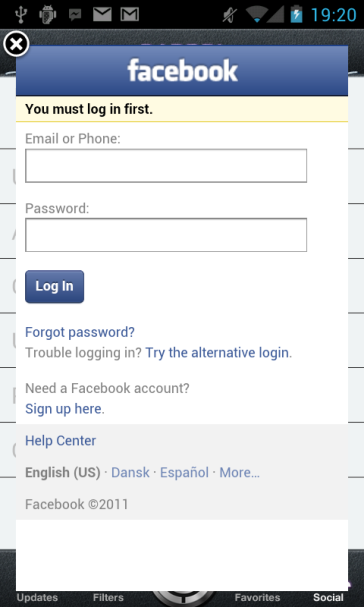 19:20
facebook
You must log in first.
Email or Phone:
Password:
Log In
Forgot password?
Trouble logging in? Try the alternative login.
Need a Facebook account?
Sign up here.
Help Center
English (US) · Dansk · Español · More…
Facebook ©2011
Updates Filters Favorites Social